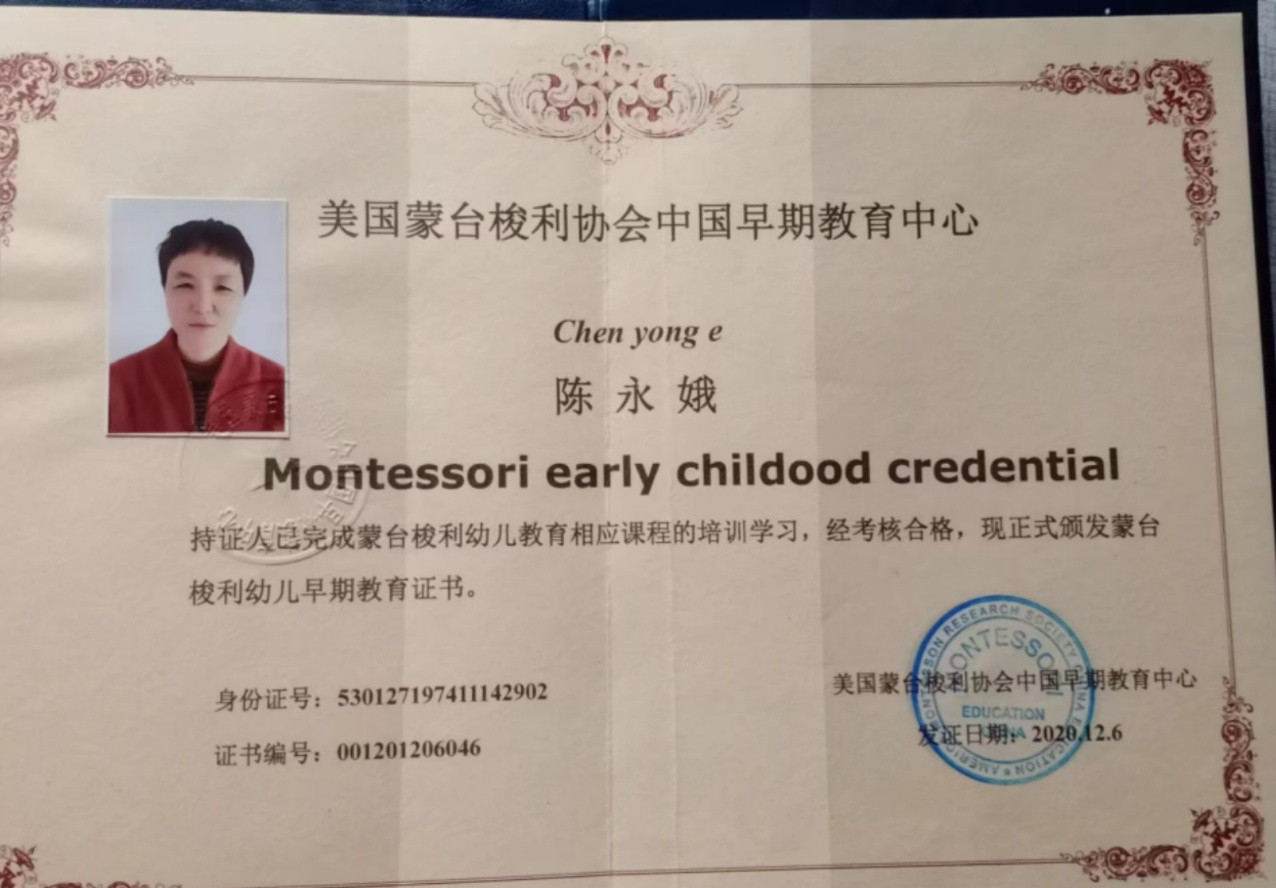 美国蒙台梭利协会中国早期教育中心
Chen yong e
陈永娥
Montessori early childood credential
持证人已完成蒙台梭利幼儿教育相应课程的培训学习，经考核合格，现正式颁发蒙台
梭利幼儿早期教育证书。
身份证号：530127197411142902
证书编号：001201206046
美国蒙台梭利协会中国早期教育中心
发证日期：2020.12.6
RESEARCH SOCIETY
EDUCATION